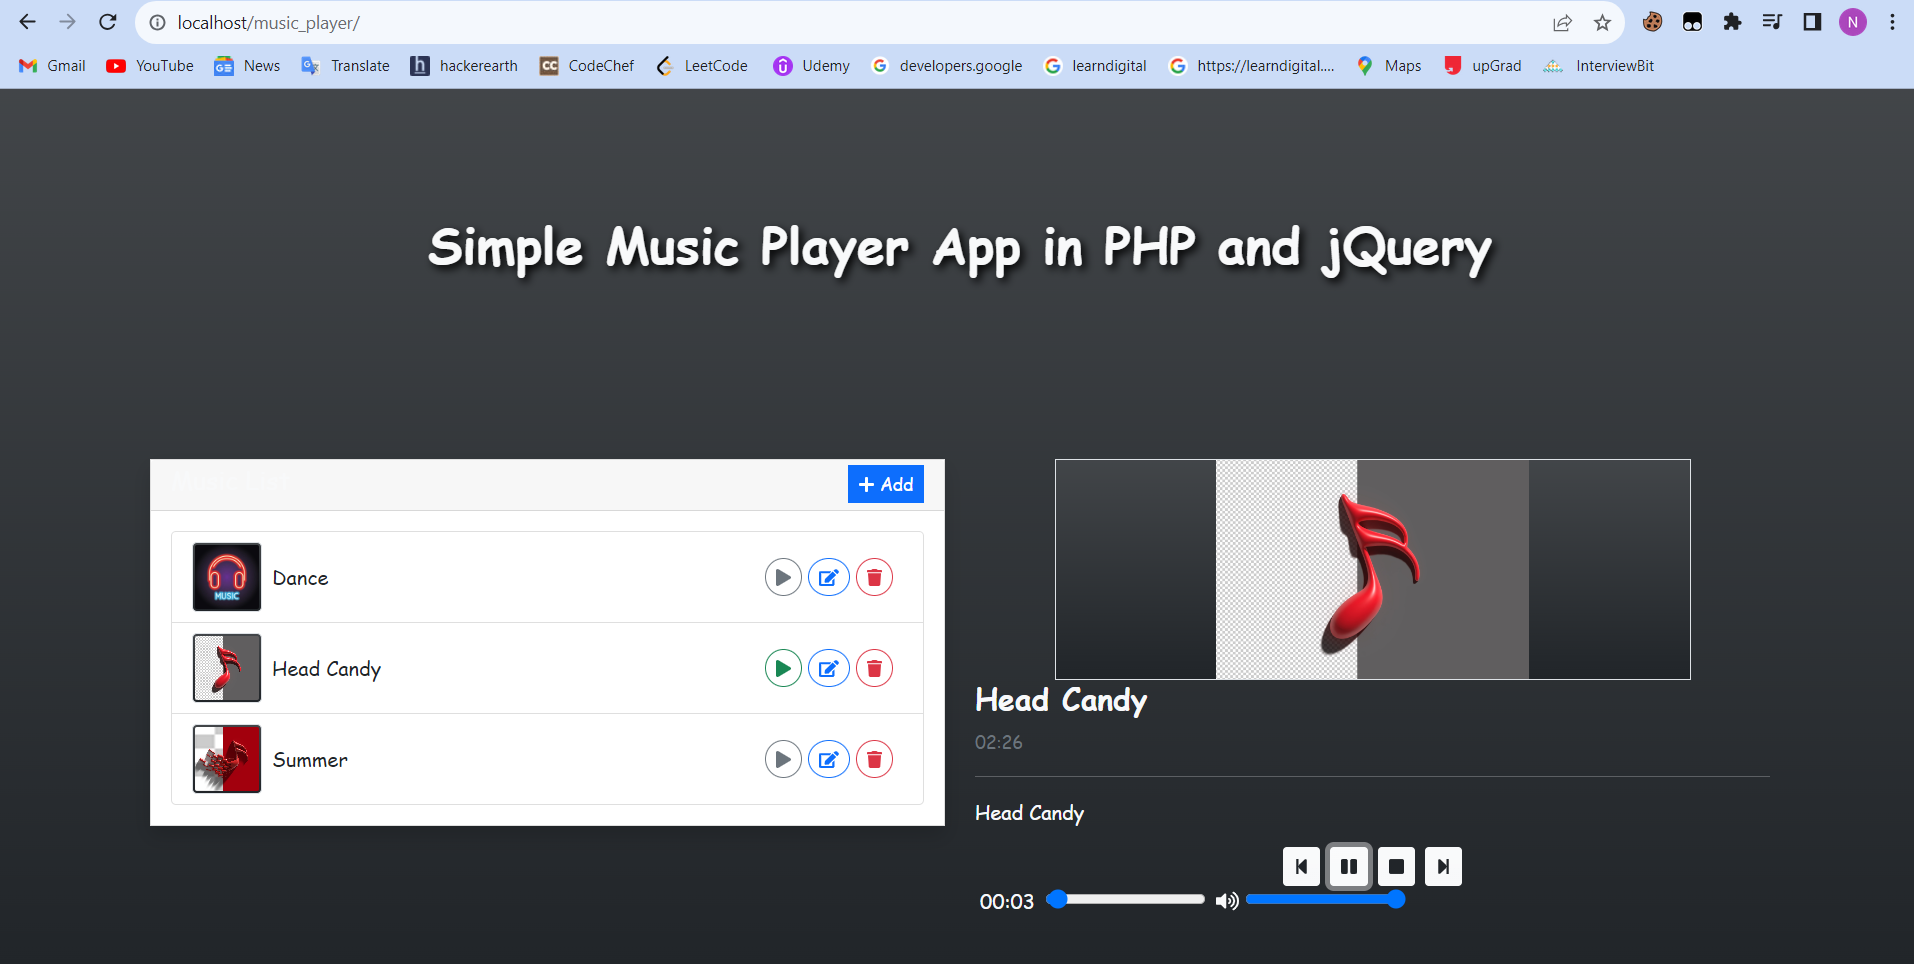 localhost/music_player/
N
Gmail YouTube News Translate hackerearth CodeChef LeetCode Udemy developers.google learndigital https://learndigital.... Maps upGrad InterviewBit
Simple Music Player App in PHP and jQuery
Music List
Add
MUSIC
Dance
Head Candy
Summer
Head Candy
02:26
Head Candy
00:03